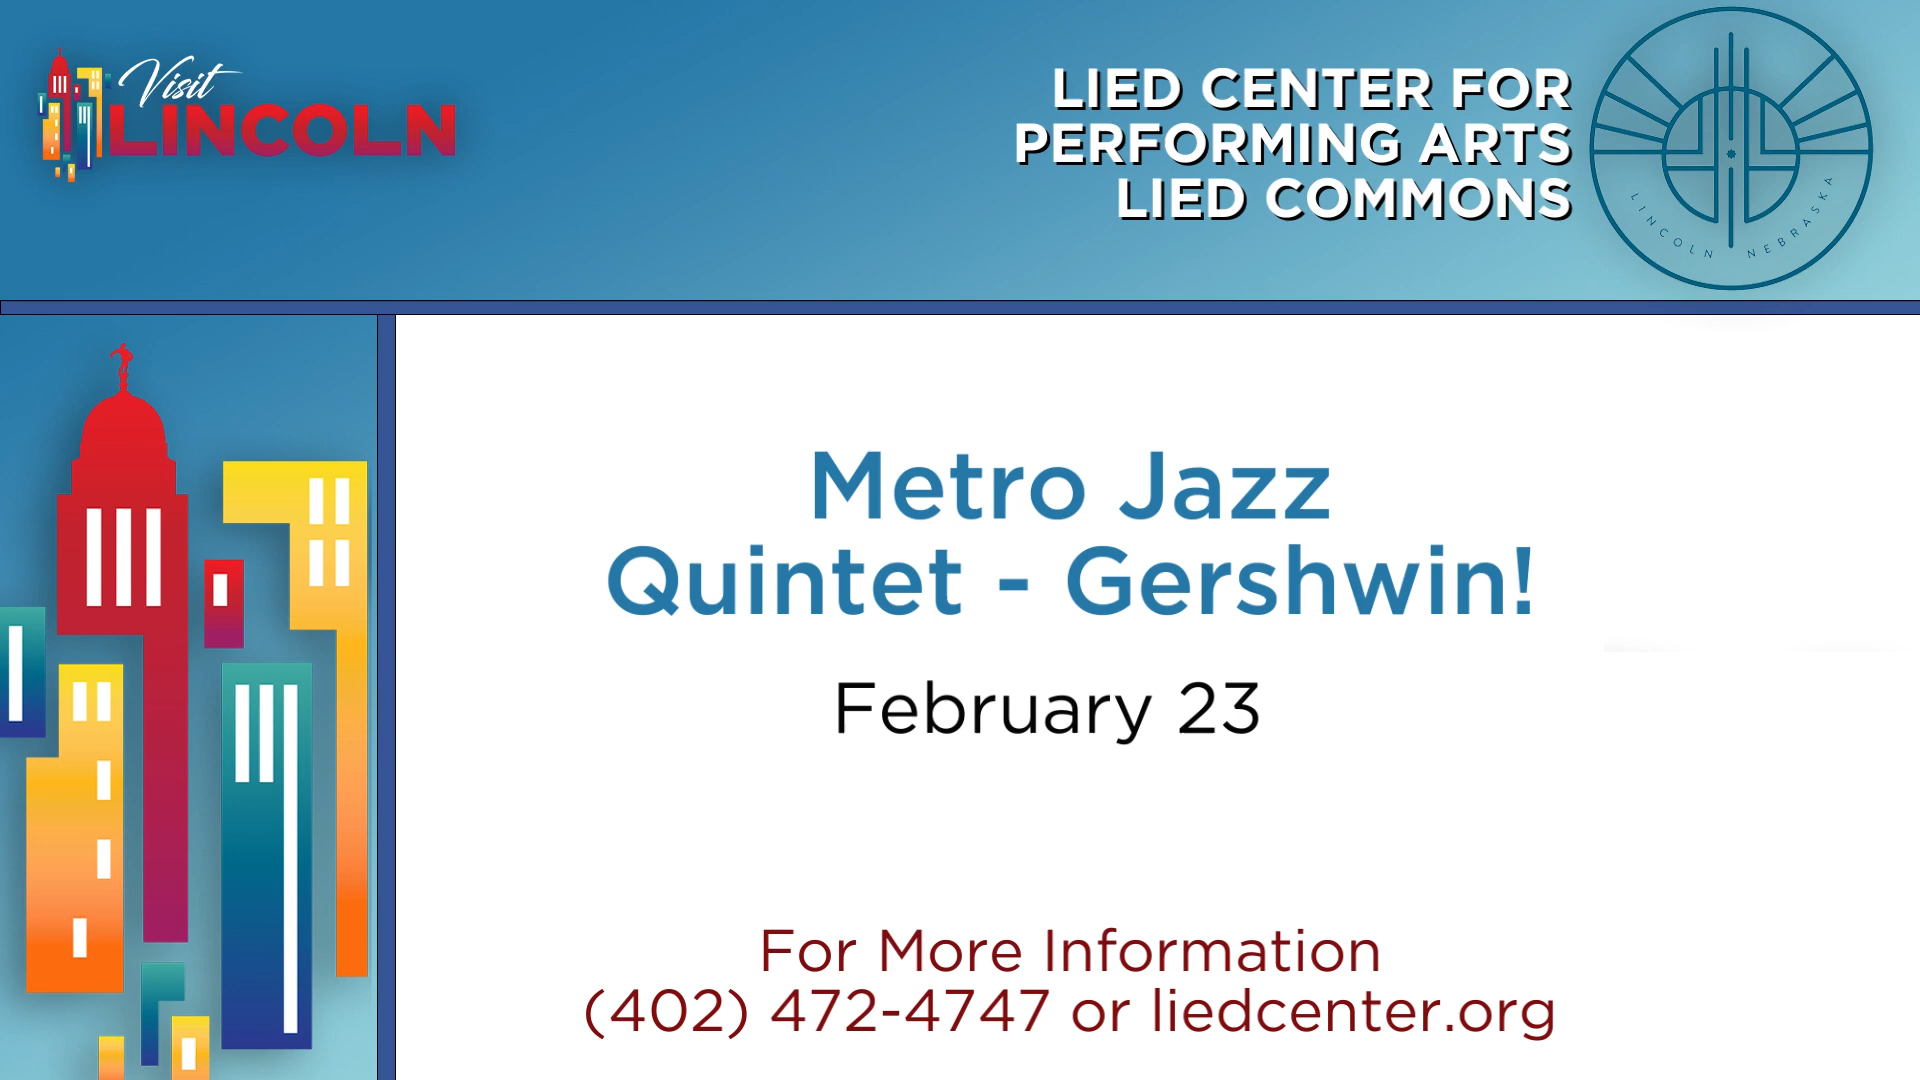 Visit
LINCOLN
LIED CENTER FOR
PERFORMING ARTS
LIED COMMONS
LINCOLN NEBRASKA
Metro Jazz
Quintet - Gershwin!
February 23
For More Information
(402) 472-4747 or liedcenter.org